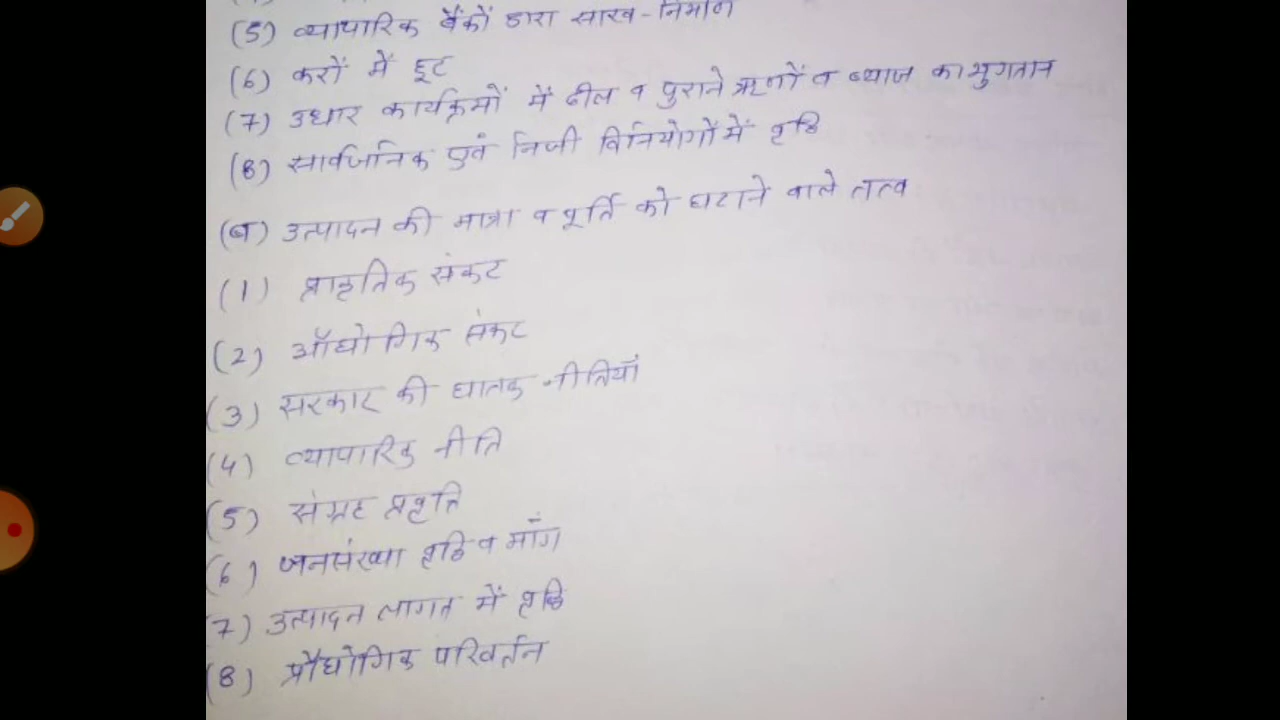 (5) व्यापारिक बैंकों द्वारा साख-निर्माण
(6) करों में छूट
(7) उधार कार्यक्रमों में ढील व पुराने ऋणों व ब्याज का भुगतान
(8) सार्वजनिक एवं निजी विनियोगों में वृद्धि
(ब) उत्पादन की मात्रा व पूर्ति को घटाने वाले तत्व
(1) प्राकृतिक संकट
(2) औद्योगिक संकट
(3) सरकार की घातक नीतियाँ
(4) व्यापारिक नीति
(5) संग्रह प्रवृत्ति
(6) जनसंख्या वृद्धि व माँग
(7) उत्पादन लागत में वृद्धि
(8) प्रौद्योगिक परिवर्तन